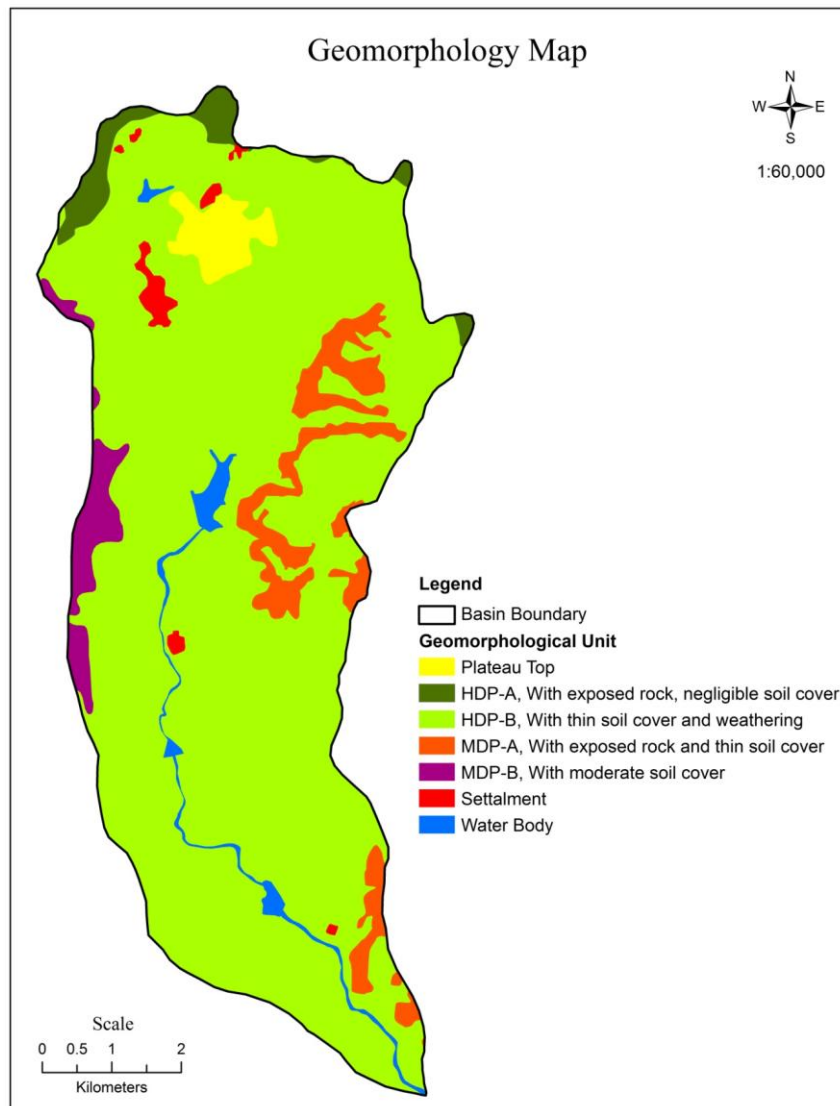 Geomorphology Map
N
W E
S
1:60,000
Legend
Basin Boundary
Geomorphological Unit
Plateau Top
HDP-A, With exposed rock, negligible soil cover
HDP-B, With thin soil cover and weathering
MDP-A, With exposed rock and thin soil cover
MDP-B, With moderate soil cover
Settalment
Water Body
Scale
0 0.5 1 2
Kilometers